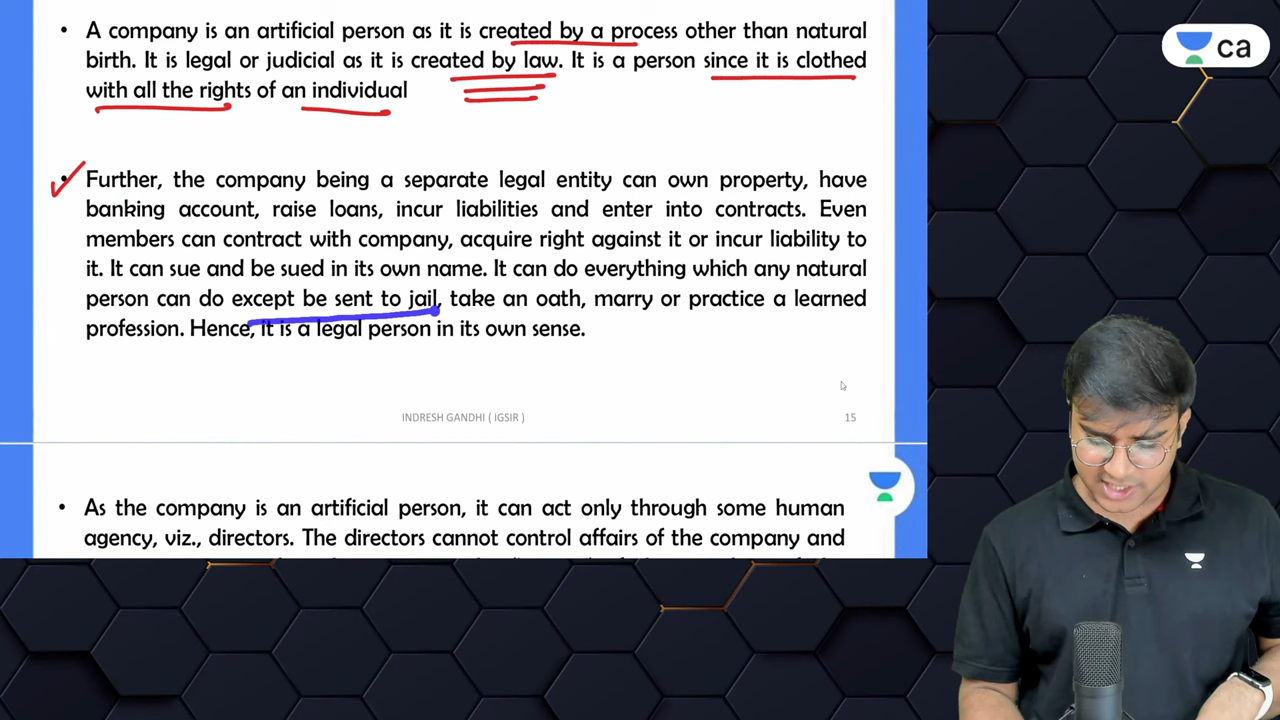 • A company is an artificial person as it is created by a process other than natural
birth. It is legal or judicial as it is created by law. It is a person since it is clothed
with all the rights of an individual
• Further, the company being a separate legal entity can own property, have
banking account, raise loans, incur liabilities and enter into contracts. Even
members can contract with company, acquire right against it or incur liability to
it. It can sue and be sued in its own name. It can do everything which any natural
person can do except be sent to jail, take an oath, marry or practice a learned
profession. Hence, it is a legal person in its own sense.
INDRESH GANDHI ( IGSIR )
15
• As the company is an artificial person, it can act only through some human
agency, viz., directors. The directors cannot control affairs of the company and
ca